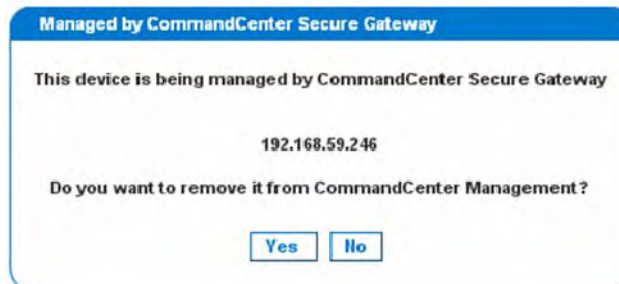 Managed by CommandCenter Secure Gateway
This device is being managed by CommandCenter Secure Gateway
192.168.59.246
Do you want to remove it from CommandCenter Management?
Yes No